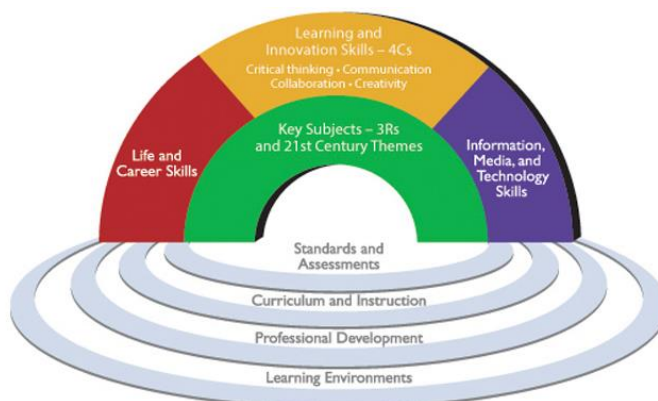 Learning and
Innovation Skills – 4Cs
Critical thinking • Communication
Collaboration • Creativity
Key Subjects – 3Rs
and 21st Century Themes
Life and
Career Skills
Information,
Media, and
Technology
Skills
Standards and
Assessments
Curriculum and Instruction
Professional Development
Learning Environments